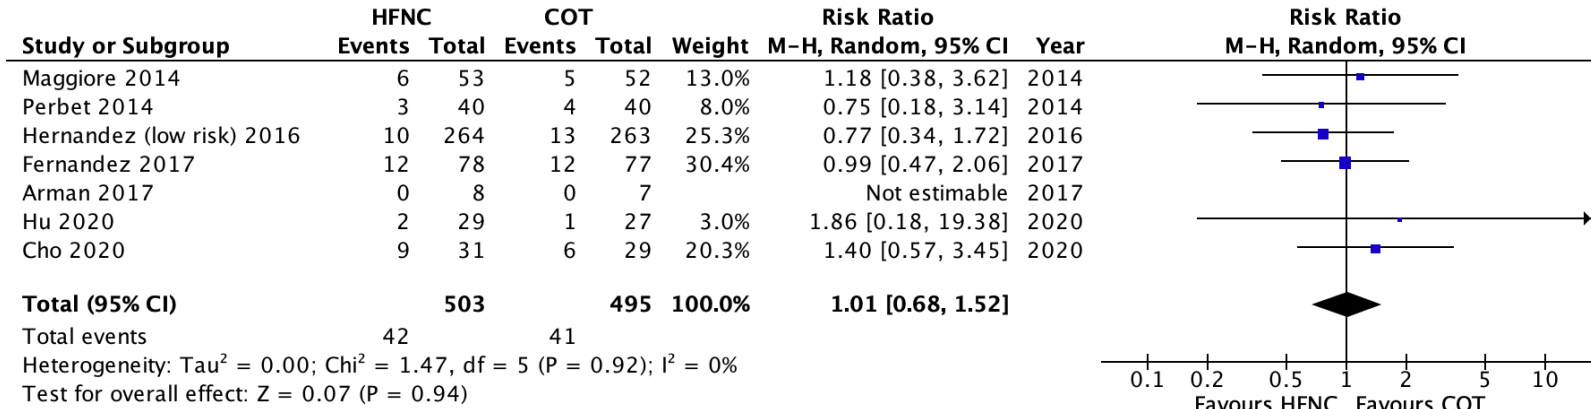 HFNC COT Risk Ratio Risk Ratio
Study or Subgroup Events Total Events Total Weight M-H, Random, 95% CI Year M-H, Random, 95% CI
Maggiore 2014 6 53 5 52 13.0% 1.18 [0.38, 3.62] 2014
Perbet 2014 3 40 4 40 8.0% 0.75 [0.18, 3.14] 2014
Hernandez (low risk) 2016 10 264 13 263 25.3% 0.77 [0.34, 1.72] 2016
Fernandez 2017 12 78 12 77 30.4% 0.99 [0.47, 2.06] 2017
Arman 2017 0 8 0 7 Not estimable 2017
Hu 2020 2 29 1 27 3.0% 1.86 [0.18, 19.38] 2020
Cho 2020 9 31 6 29 20.3% 1.40 [0.57, 3.45] 2020
Total (95% CI) 503 495 100.0% 1.01 [0.68, 1.52]
Total events 42 41
Heterogeneity: Tau² = 0.00; Chi² = 1.47, df = 5 (P = 0.92); I² = 0%
Test for overall effect: Z = 0.07 (P = 0.94)
0.1 0.2 0.5 1 2 5 10
Favours HFNC Favours COT